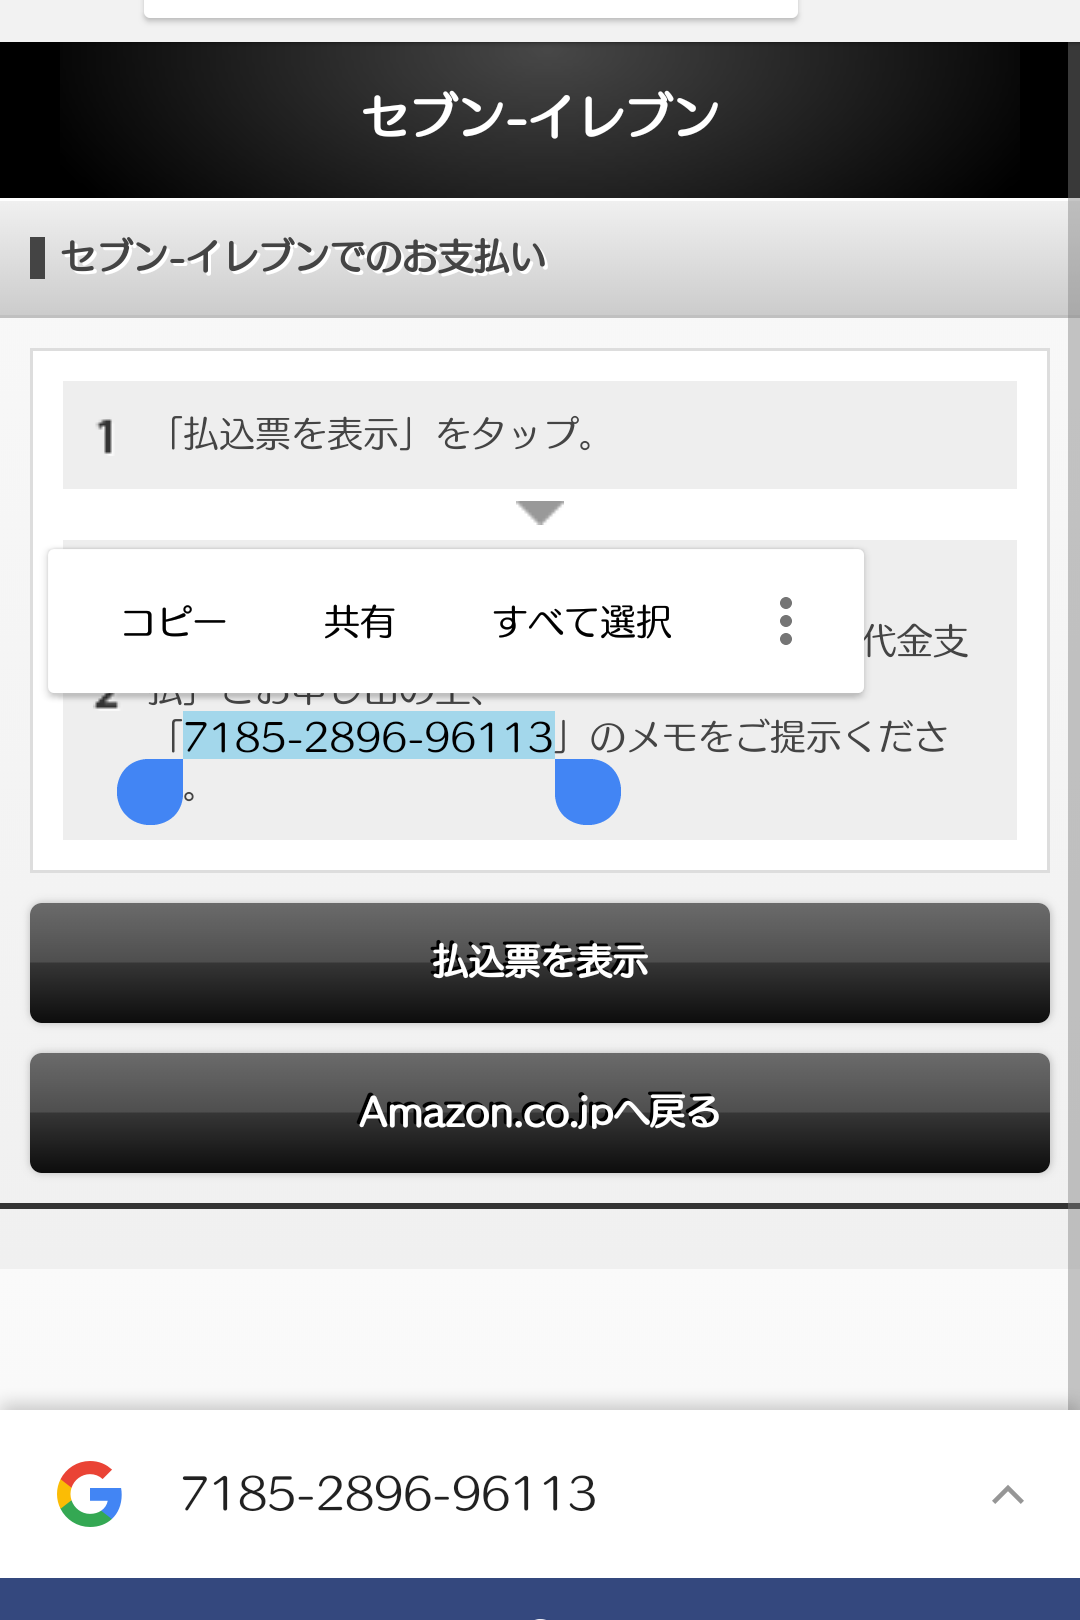 セブン-イレブン
セブン-イレブンでのお支払い
1 「払込票を表示」をタップ。
コピー 共有 すべて選択
代金支
2 払」とお申し出の上、
「7185-2896-96113」のメモをご提示くださ
。
払込票を表示
Amazon.co.jpへ戻る
7185-2896-96113